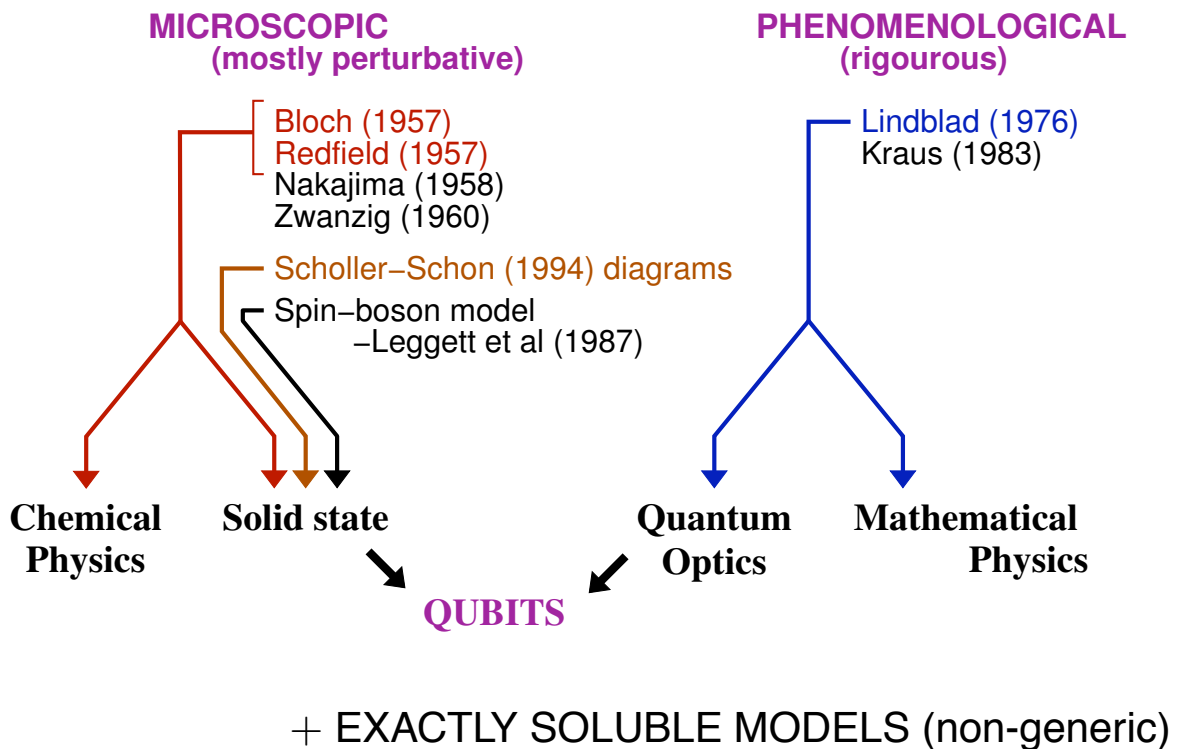 MICROSCOPIC
(mostly perturbative)
Bloch (1957)
Redfield (1957)
Nakajima (1958)
Zwanzig (1960)
Scholler−Schon (1994) diagrams
Spin−boson model
−Leggett et al (1987)
PHENOMENOLOGICAL
(rigourous)
Lindblad (1976)
Kraus (1983)
Chemical
Physics
Solid state
Quantum
Optics
Mathematical
Physics
QUBITS
+ EXACTLY SOLUBLE MODELS (non-generic)